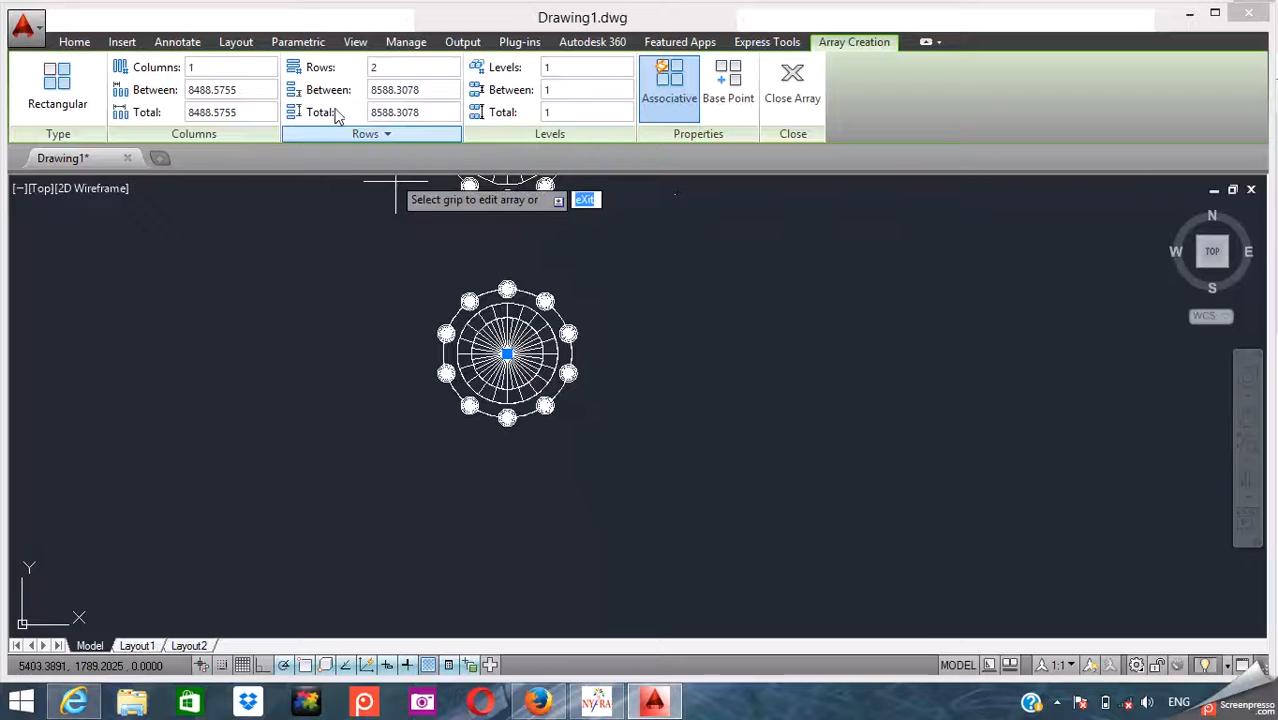 Drawing1.dwg
Home Insert Annotate Layout Parametric View Manage Output Plug-ins Autodesk 360 Featured Apps Express Tools Array Creation
Columns: 1 Rows: 2 Levels: 1
Between: 8488.5755 Between: 8588.3078 Between: 1
Total: 8488.5755 Total: 8588.3078 Total: 1
Rectangular Associative Base Point Close Array
Type Columns Rows Levels Properties Close
Drawing1*
[−][Top][2D Wireframe]
Select grip to edit array or eXit
N
W TOP E
S
WCS
Y
X
Model Layout1 Layout2
5403.3891, 1789.2025, 0.0000 MODEL 1:1
NYRA ENG
Screenpresso.com